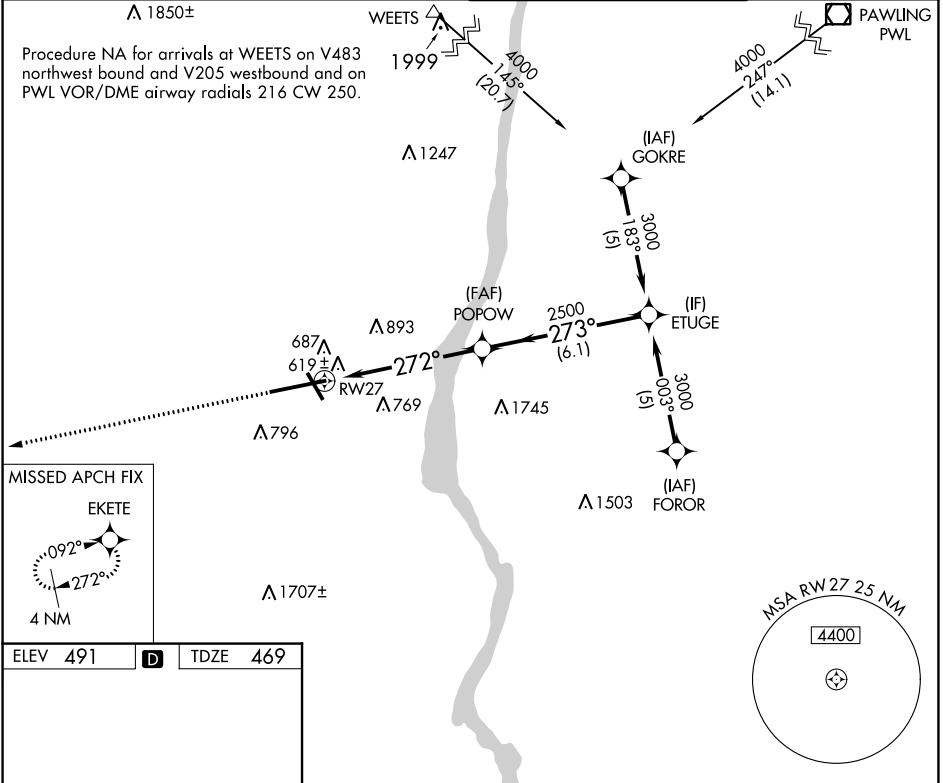 1850±
WEETS
1999
4000
145°
(20.7)
PAWLING
PWL
4000
247°
(14.1)
Procedure NA for arrivals at WEETS on V483
northwest bound and V205 westbound and on
PWL VOR/DME airway radials 216 CW 250.
1247
(IAF)
GOKRE
3000
183°
(5)
(FAF)
POPOW
2500
273°
(6.1)
(IF)
ETUGE
893
687
619±
272°
RW27
769
1745
796
3000
003°
(5)
MISSED APCH FIX
EKETE
092°
272°
4 NM
1503
(IAF)
FOROR
1707±
MSA RW27 25 NM
4400
ELEV 491
D
TDZE 469